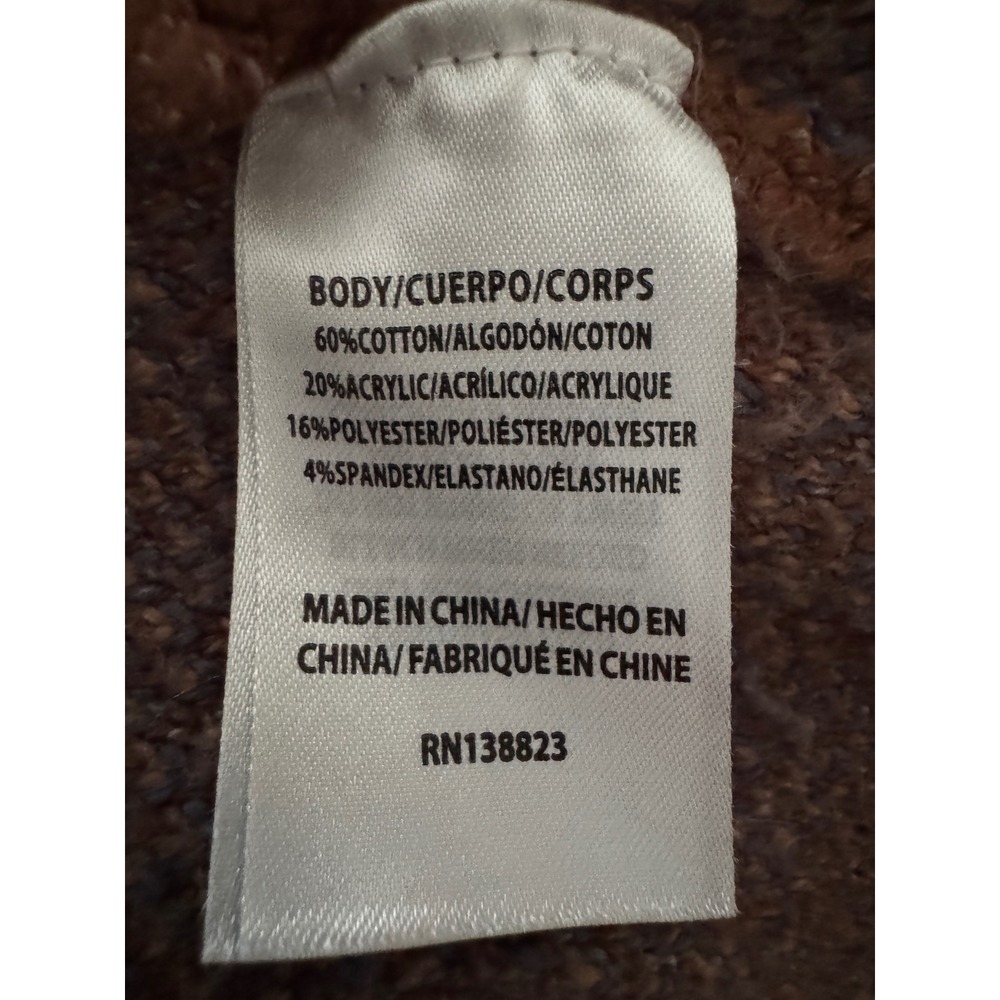 BODY/CUERPO/CORPS
60%COTTON/ALGODÓN/COTON
20%ACRYLIC/ACRÍLICO/ACRYLIQUE
16%POLYESTER/POLIÉSTER/POLYESTER
4%SPANDEX/ELASTANO/ÉLASTHANE
MADE IN CHINA/ HECHO EN
CHINA/ FABRIQUÉ EN CHINE
RN138823